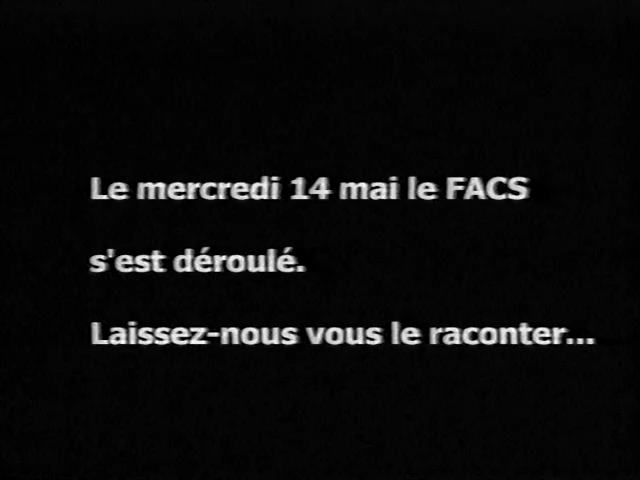 Le mercredi 14 mai le FACS
s'est déroulé.
Laissez-nous vous le raconter...